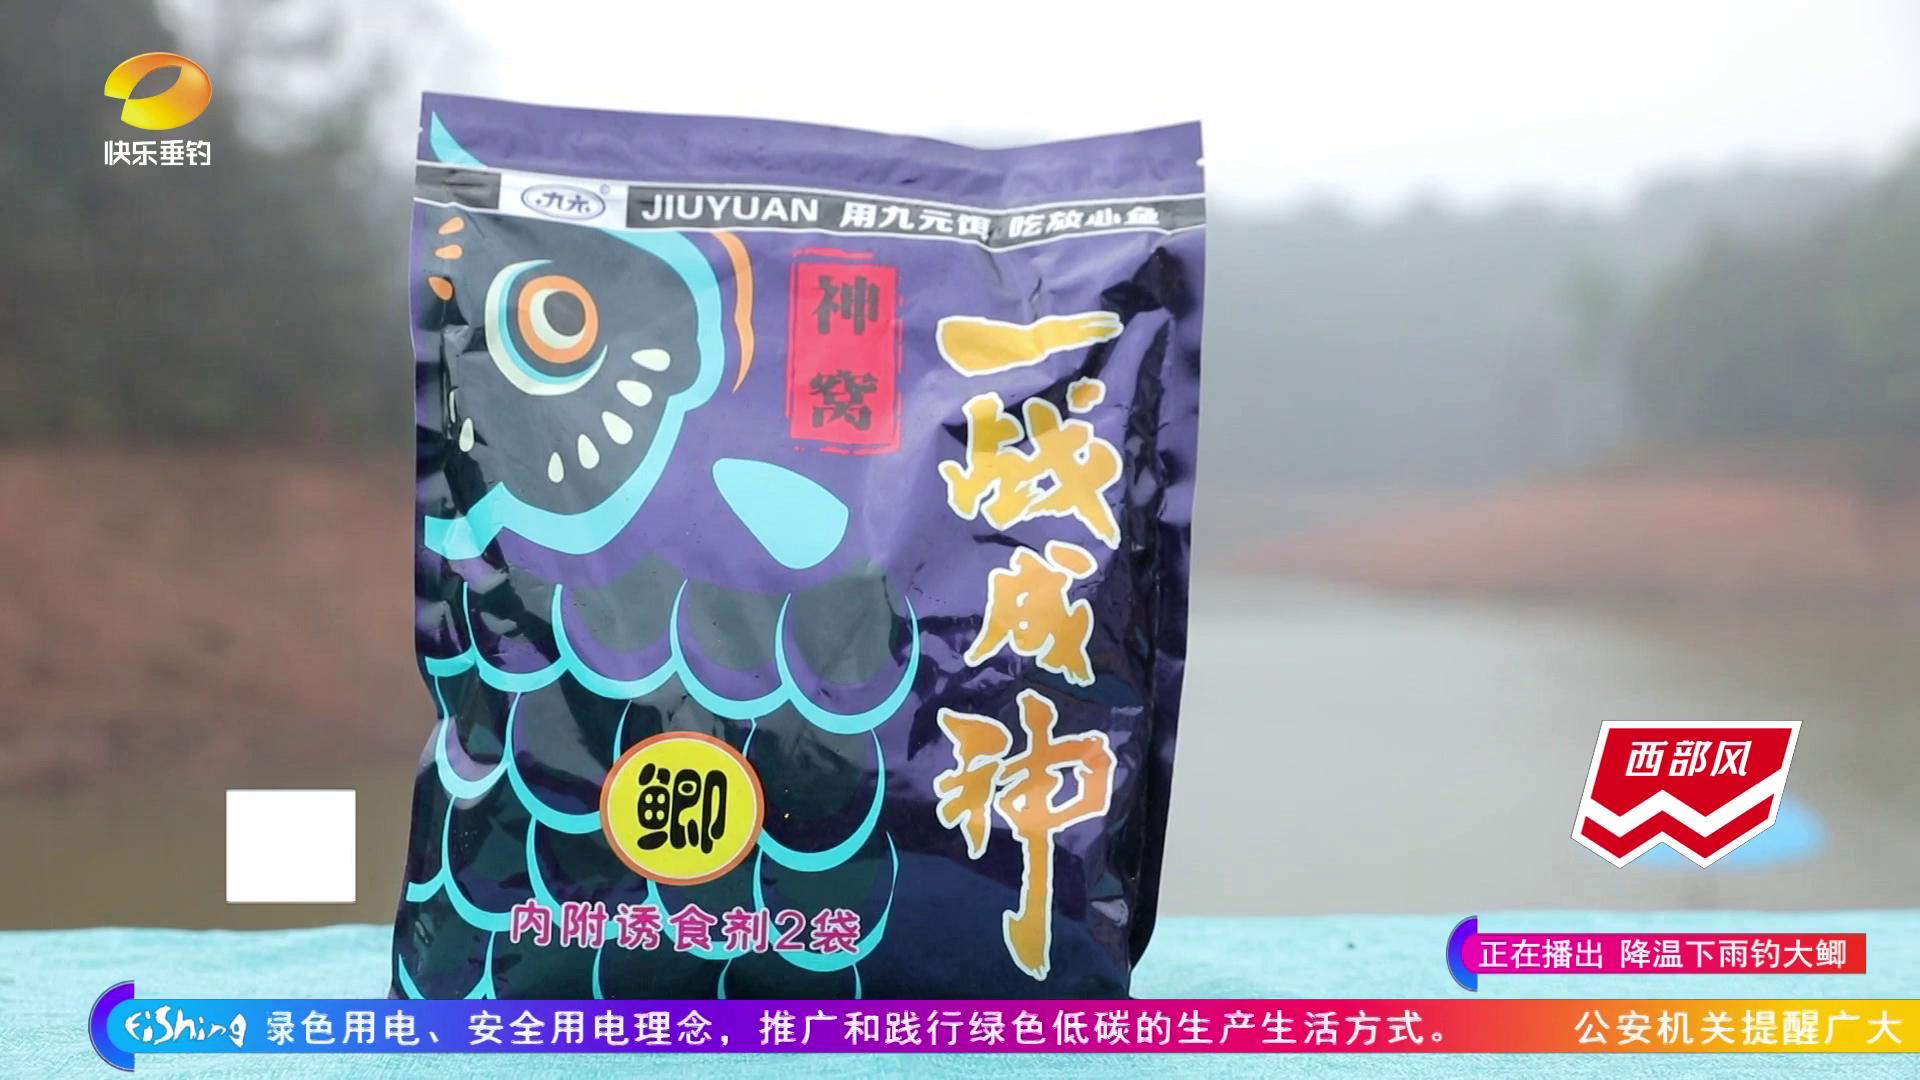 快乐垂钓
九元
JIUYUAN 用九元饵 吃放心鱼
神窝
一战成神
鲫
内附诱食剂2袋
西部风
正在播出 降温下雨钓大鲫
Fishing 绿色用电、安全用电理念，推广和践行绿色低碳的生产生活方式。 公安机关提醒广大